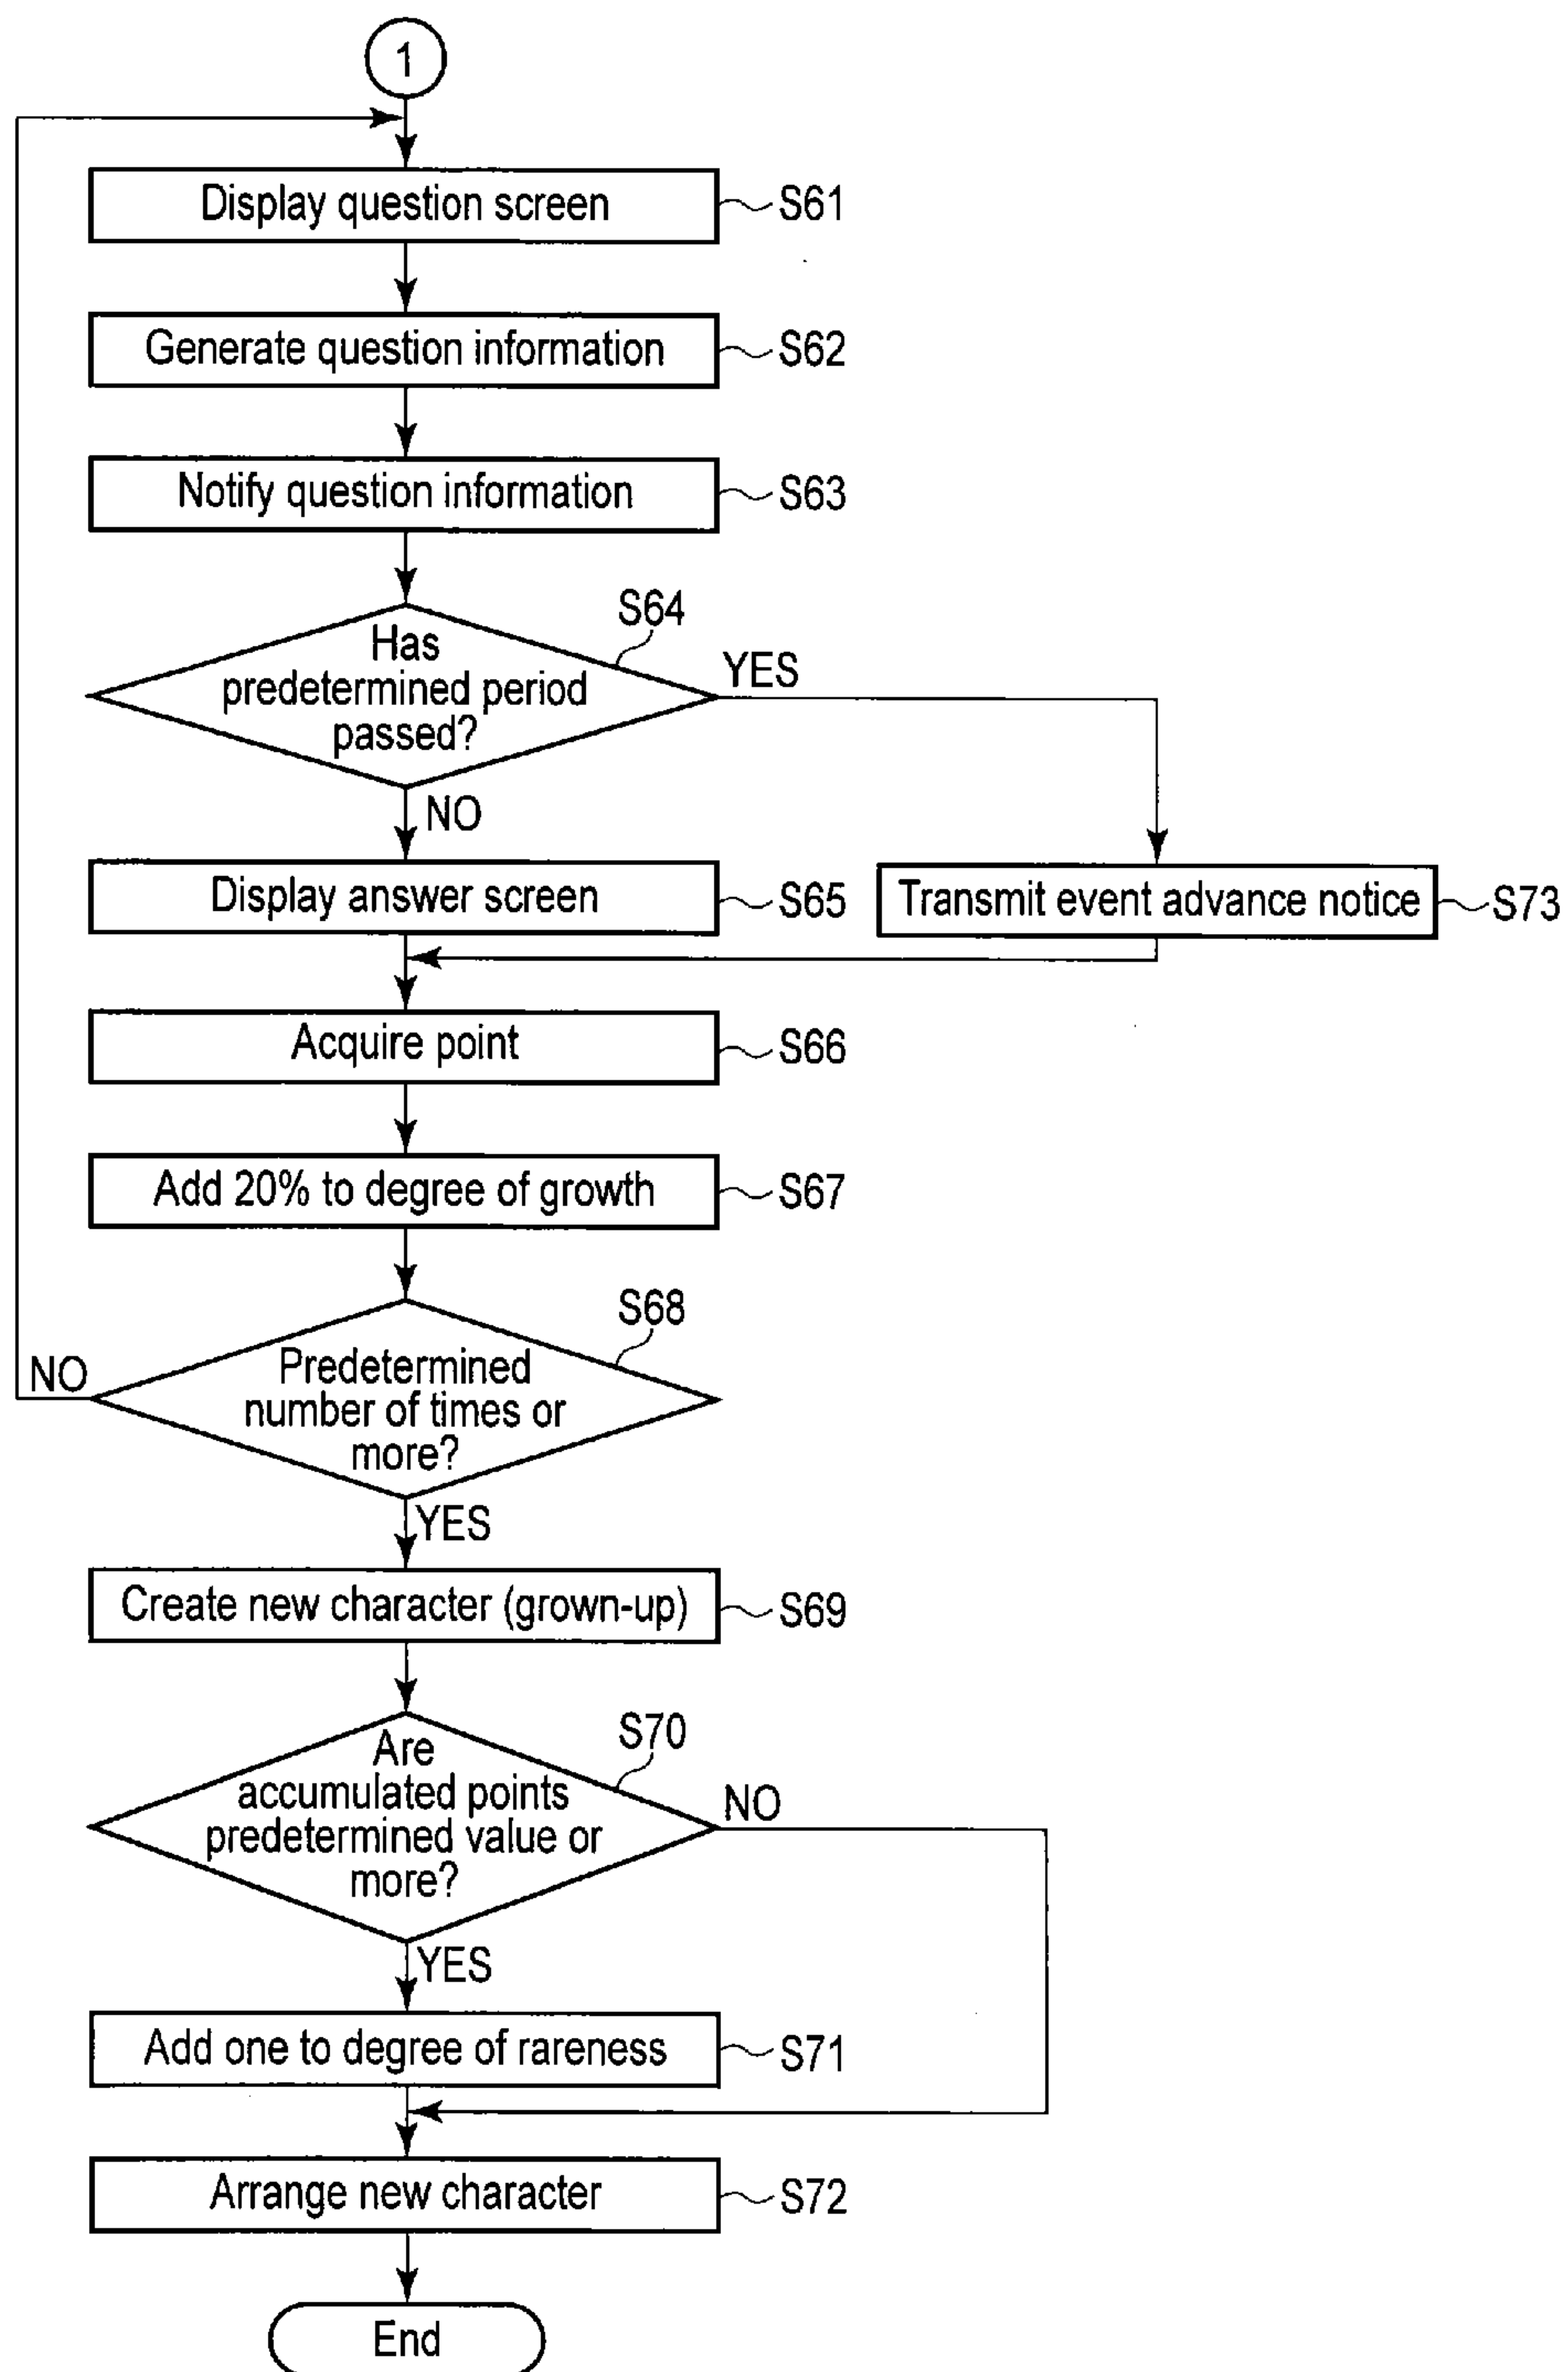 1
Display question screen
S61
Generate question information
S62
Notify question information
S63
S64
Has
predetermined period
passed?
YES
NO
Display answer screen
S65
Transmit event advance notice
S73
Acquire point
S66
Add 20% to degree of growth
S67
S68
Predetermined
number of times or
more?
NO
YES
Create new character (grown-up)
S69
S70
Are
accumulated points
predetermined value or
more?
NO
YES
Add one to degree of rareness
S71
Arrange new character
S72
End